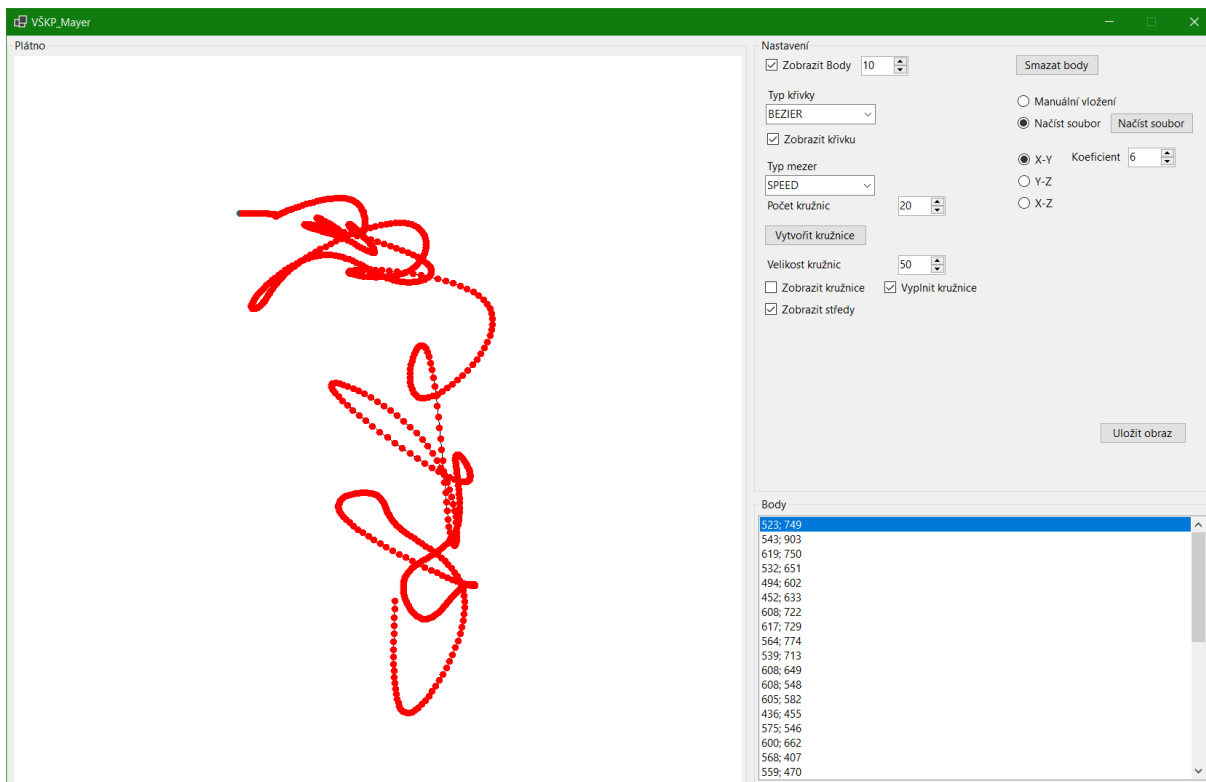 VŠKP_Mayer
Plátno
Nastavení
Zobrazit Body 10
Smazat body
Typ křivky
BEZIER
Zobrazit křivku
Manuální vložení
Načíst soubor Načíst soubor
Typ mezer
SPEED
X-Y Koeficient 6
Y-Z
X-Z
Počet kružnic 20
Vytvořit kružnice
Velikost kružnic 50
Zobrazit kružnice Vyplnit kružnice
Zobrazit středy
Uložit obraz
Body
523; 749
543; 903
619; 750
532; 651
494; 602
452; 633
608; 722
617; 729
564; 774
539; 713
608; 649
608; 548
605; 582
436; 455
575; 546
600; 662
568; 407
559; 470